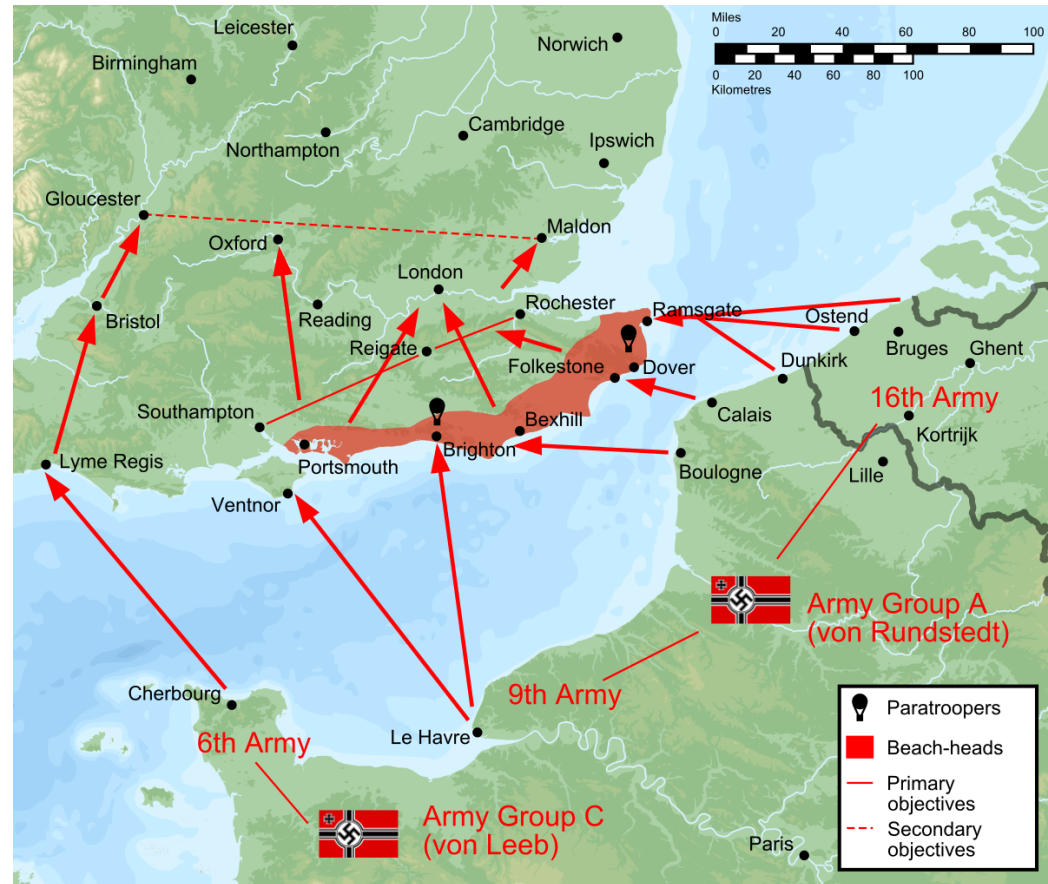 Leicester
Norwich
Miles
0 20 40 60 80 100
0 20 40 60 80 100
Kilometres
Birmingham
Cambridge
Northampton
Ipswich
Gloucester
Oxford
Maldon
London
Bristol
Reading
Rochester
Ramsgate
Ostend
Bruges
Reigate
Folkestone
Dover
Dunkirk
Ghent
Southampton
Bexhill
Calais
16th Army
Kortrijk
Lyme Regis
Portsmouth
Brighton
Boulogne
Lille
Ventnor
Army Group A
(von Rundstedt)
Cherbourg
9th Army
6th Army
Le Havre
Army Group C
(von Leeb)
Paris
Paratroopers
Beach-heads
Primary
objectives
Secondary
objectives